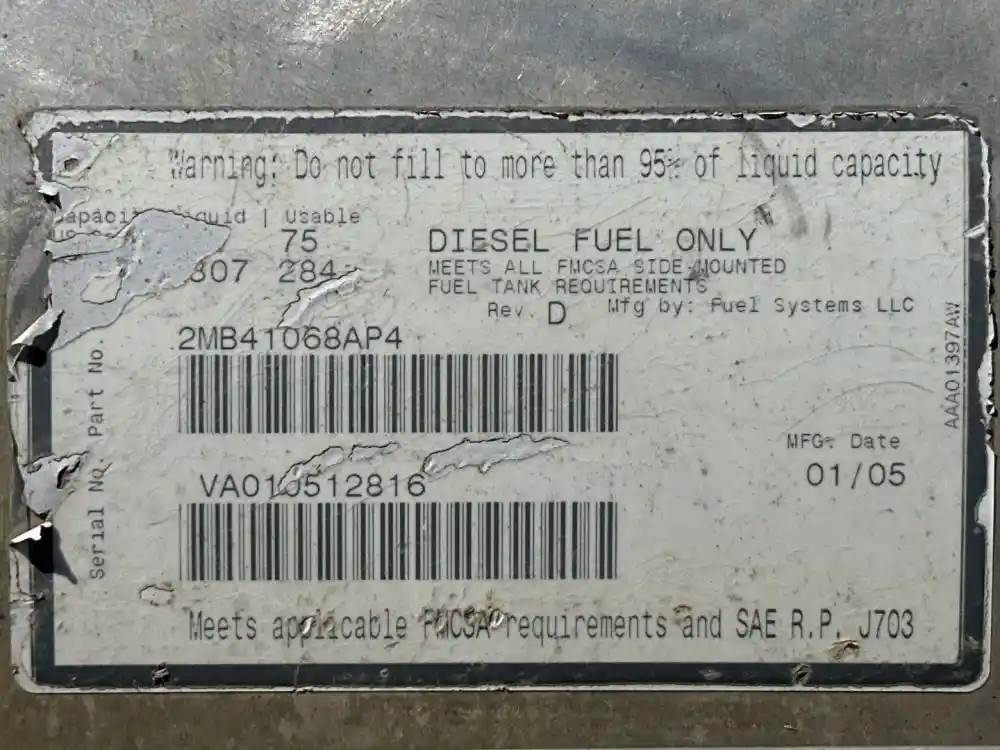 Warning: Do not fill to more than 95% of liquid capacity
Usable
75
307 284
DIESEL FUEL ONLY
MEETS ALL FMCSA SIDE-MOUNTED
FUEL TANK REQUIREMENTS
Rev. D Mfg by: Fuel Systems LLC
2MB41068AP4
Part No.
VA010512816
Serial No.
MFG. Date
01/05
AAA01397AW
Meets applicable FMCSA requirements and SAE R.P. J703